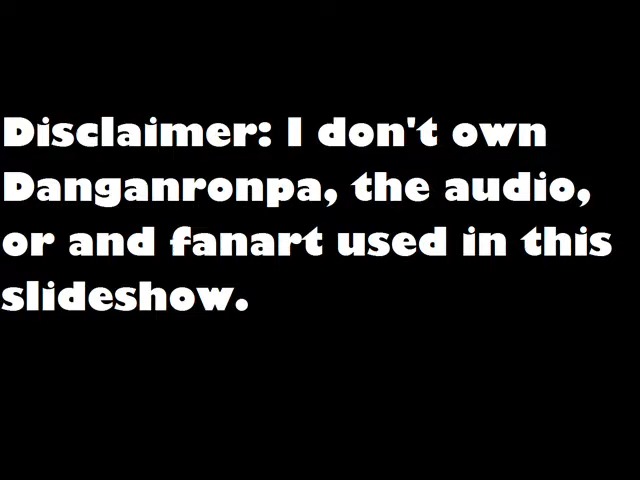 Disclaimer: I don't own
Danganronpa, the audio,
or and fanart used in this
slideshow.